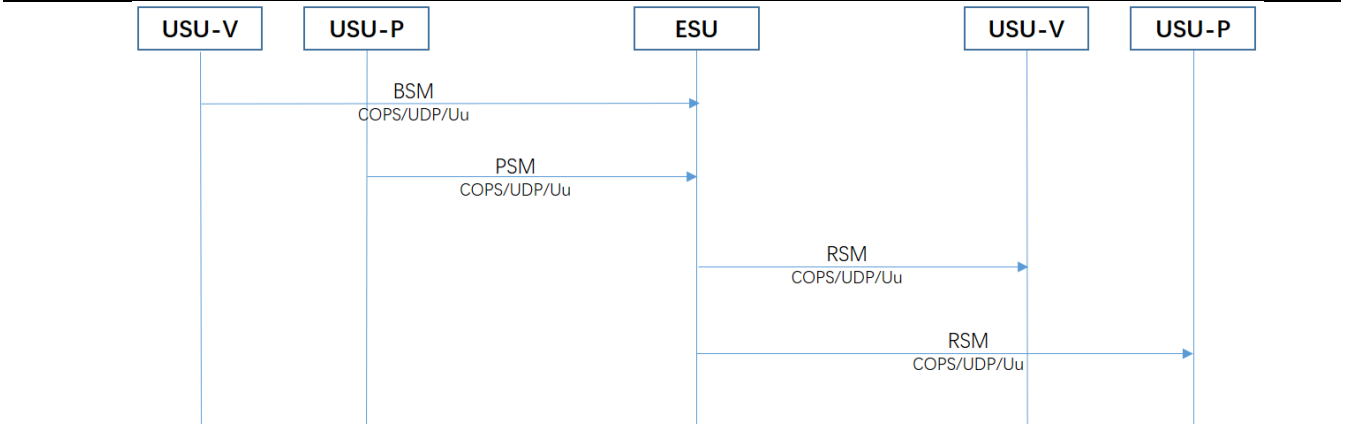 USU-V USU-P ESU USU-V USU-P
BSM
COPS/UDP/Uu
PSM
COPS/UDP/Uu
RSM
COPS/UDP/Uu
RSM
COPS/UDP/Uu